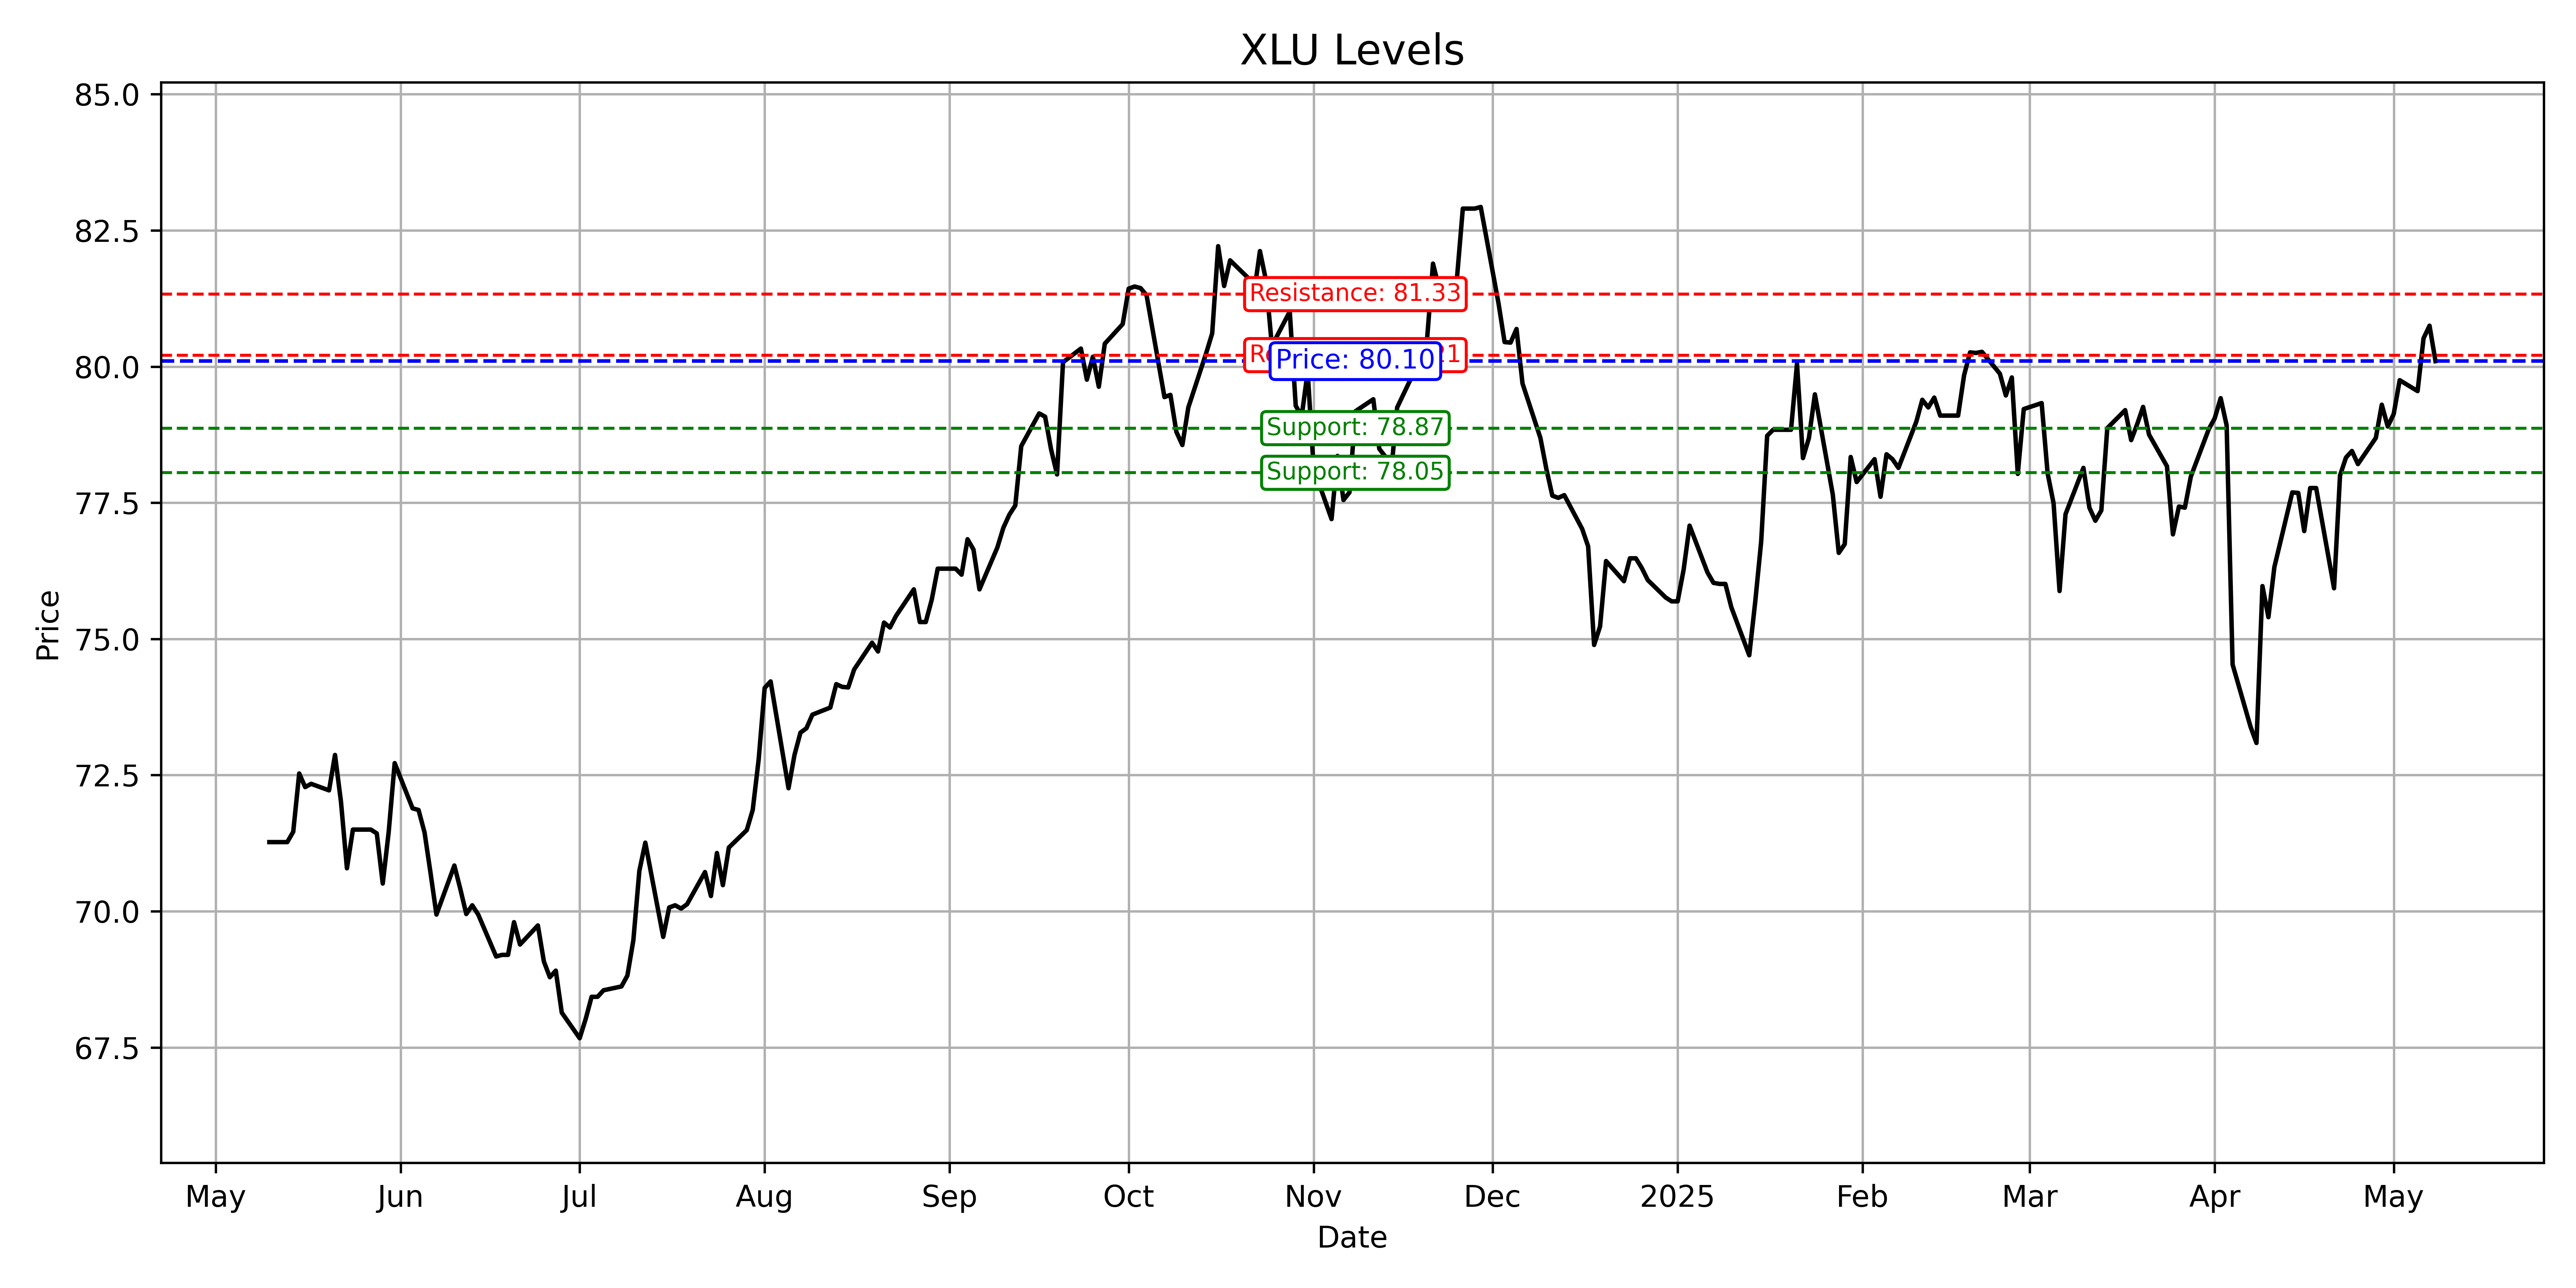 XLU Levels
85.0
82.5
80.0
77.5
75.0
72.5
70.0
67.5
Price
Resistance: 81.33
Price: 80.10
Support: 78.87
Support: 78.05
May Jun Jul Aug Sep Oct Nov Dec 2025 Feb Mar Apr May
Date